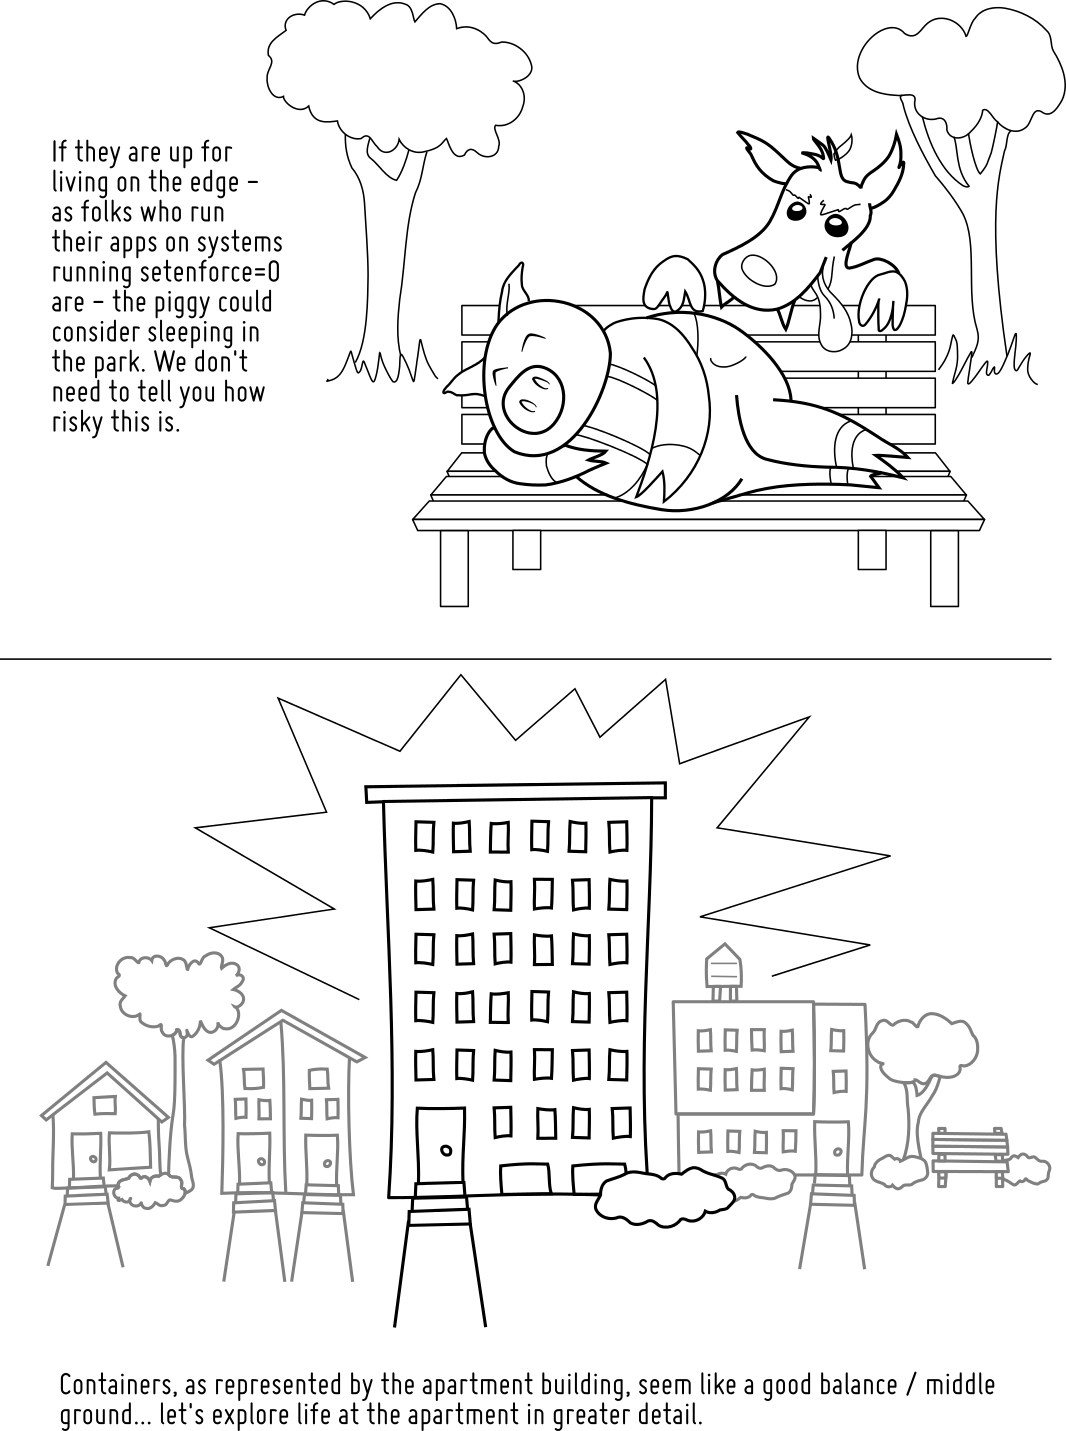 If they are up for
living on the edge –
as folks who run
their apps on systems
running setenforce=0
are – the piggy could
consider sleeping in
the park. We don't
need to tell you how
risky this is.
Containers, as represented by the apartment building, seem like a good balance / middle
ground... let's explore life at the apartment in greater detail.